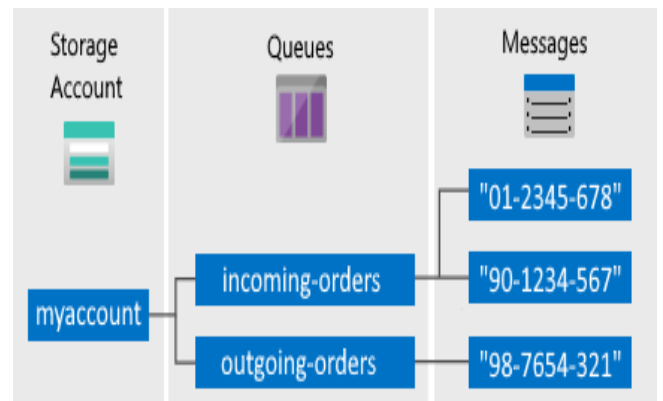 Storage
Account
Queues
Messages
"01-2345-678"
incoming-orders
"90-1234-567"
myaccount
outgoing-orders
"98-7654-321"